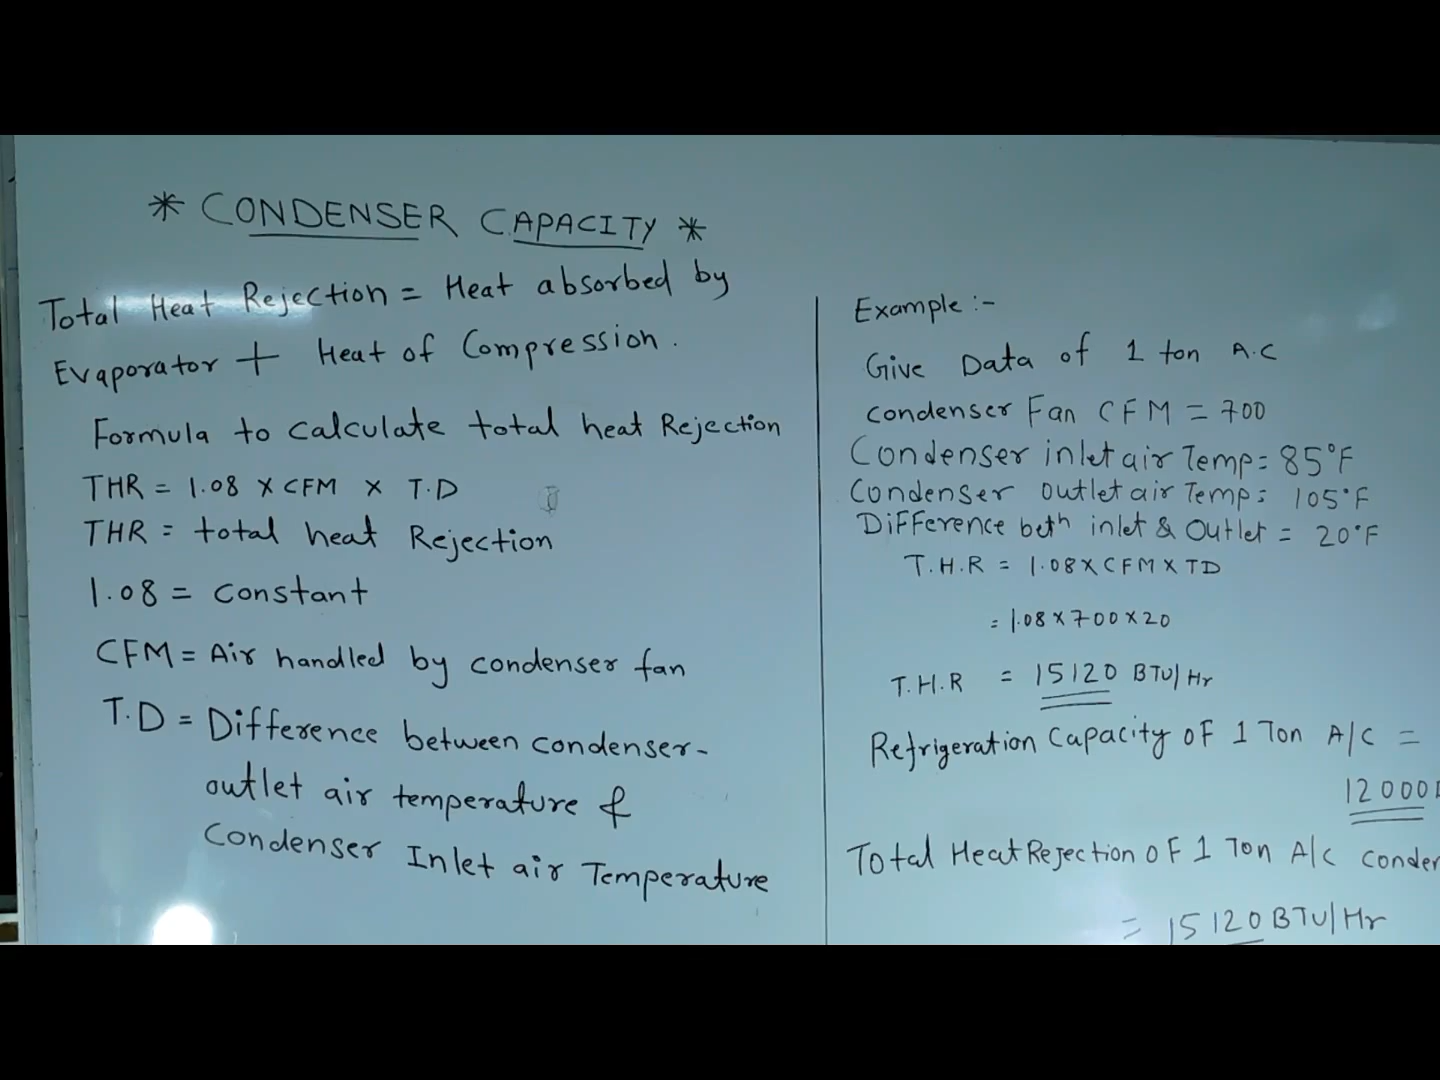 * CONDENSER CAPACITY *
Total Heat Rejection = Heat absorbed by
Evaporator + Heat of Compression.
Formula to calculate total heat Rejection
THR = 1.08 X CFM X T.D
THR = total heat Rejection
1.08 = constant
CFM = Air handled by condenser fan
T.D = Difference between condenser-
outlet air temperature &
Condenser Inlet air Temperature
Example :-
Give Data of 1 ton A.C
condenser Fan CFM = 700
Condenser inlet air Temp = 85°F
Condenser outlet air Temp = 105°F
Difference beth inlet & Outlet = 20°F
T.H.R = 1.08 X CFM X TD
= 1.08 X 700 X 20
T.H.R = 15120 BTU/Hr
Refrigeration Capacity OF 1 Ton A/C =
12000
Total Heat Rejection OF 1 Ton A/C
= 15120 BTU/Hr